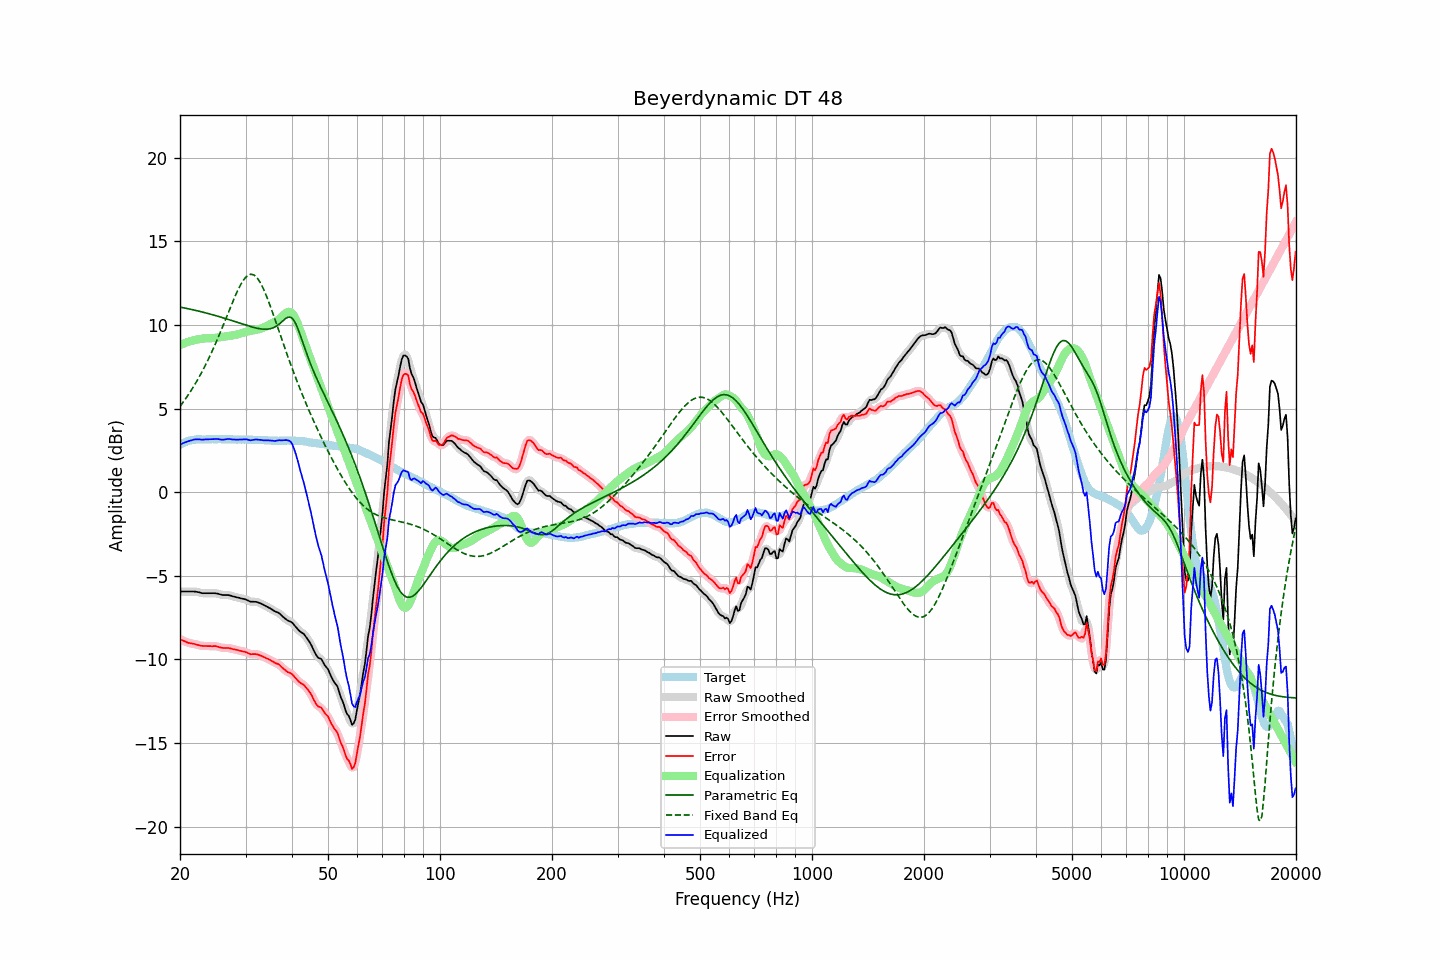 Beyerdynamic DT 48
Amplitude (dBr)
20
15
10
5
0
−5
−10
−15
−20
Target
Raw Smoothed
Error Smoothed
Raw
Error
Equalization
Parametric Eq
Fixed Band Eq
Equalized
20 50 100 200 500 1000 2000 5000 10000 20000
Frequency (Hz)